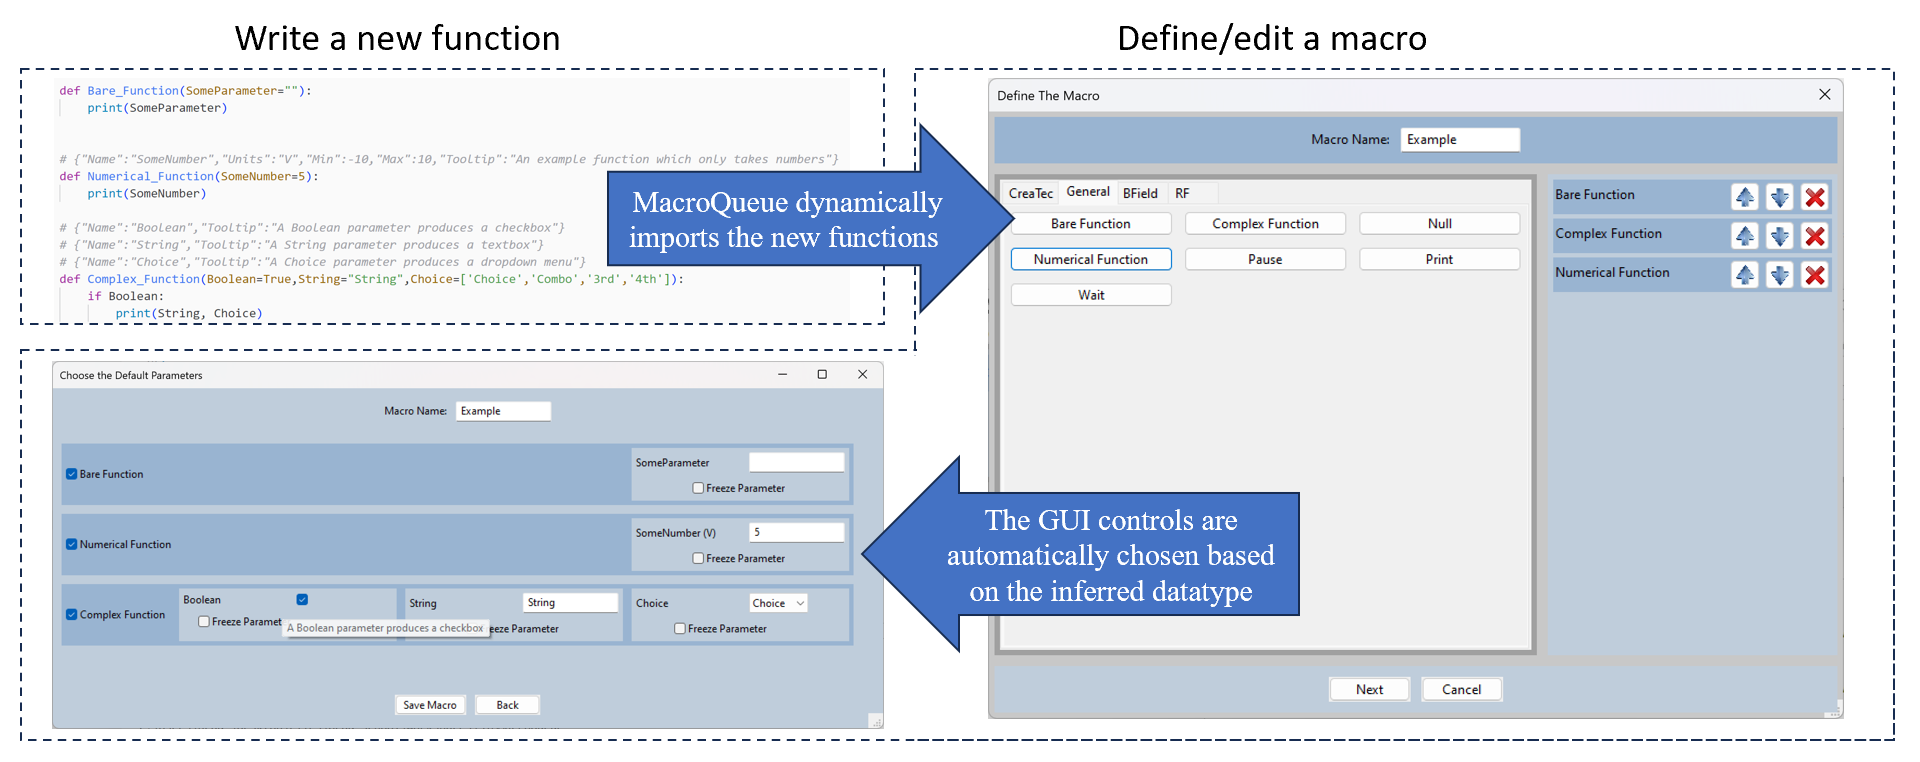 Write a new function
def Bare_Function(SomeParameter=""):
print(SomeParameter)
# {"Name":"SomeNumber","Units":"V","Min":-10,"Max":10,"Tooltip":"An example function which only takes numbers"}
def Numerical_Function(SomeNumber=5):
print(SomeNumber)
# {"Name":"Boolean","Tooltip":"A Boolean parameter produces a checkbox"}
# {"Name":"String","Tooltip":"A String parameter produces a textbox"}
# {"Name":"Choice","Tooltip":"A Choice parameter produces a dropdown menu"}
def Complex_Function(Boolean=True,String="String",Choice=['Choice','Combo','3rd','4th']):
if Boolean:
print(String, Choice)
MacroQueue dynamically
imports the new functions
Define/edit a macro
Define The Macro
Macro Name: Example
CreaTec General BField RF
Bare Function Complex Function Null
Numerical Function Pause Print
Wait
Bare Function
Complex Function
Numerical Function
Next Cancel
The GUI controls are
automatically chosen based
on the inferred datatype
Choose the Default Parameters
Macro Name: Example
Bare Function
SomeParameter
Freeze Parameter
Numerical Function
SomeNumber (V) 5
Freeze Parameter
Complex Function
Boolean
Freeze Paramet
A Boolean parameter produces a checkbox
String String
eeze Parameter
Choice Choice
Freeze Parameter
Save Macro Back